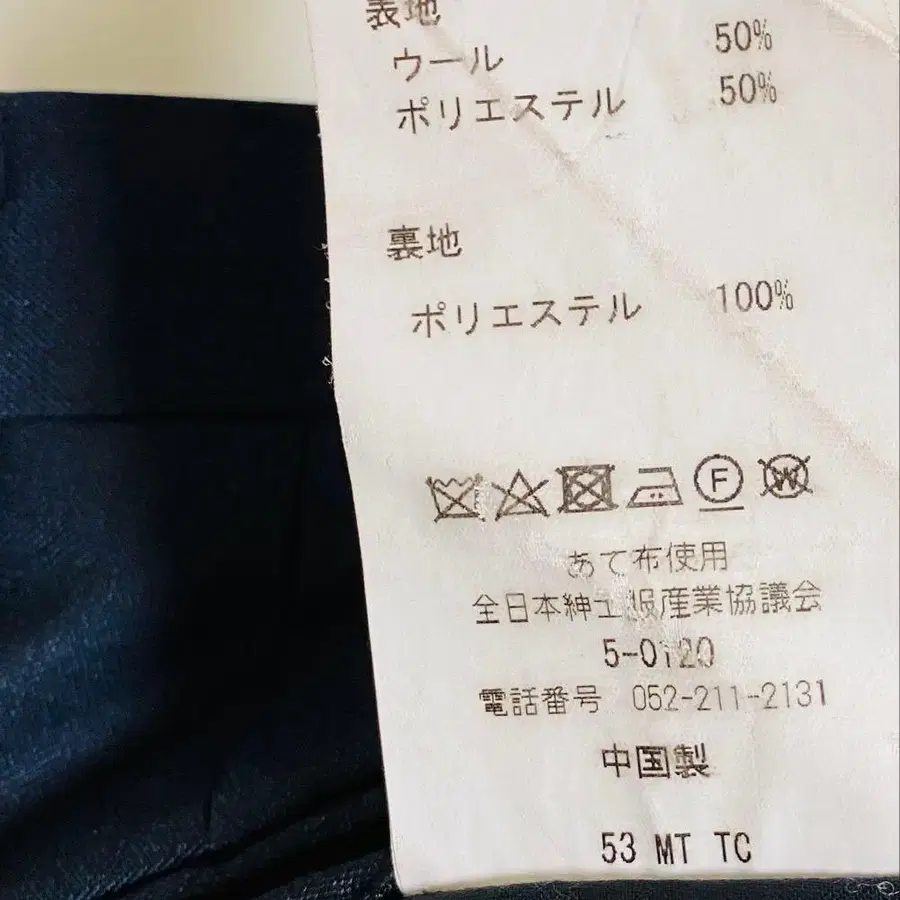 表地
ウール 50%
ポリエステル 50%
裏地
ポリエステル 100%
F W
あて布使用
全日本紳士服産業協議会
5-0120
電話番号 052-211-2131
中国製
53 MT TC